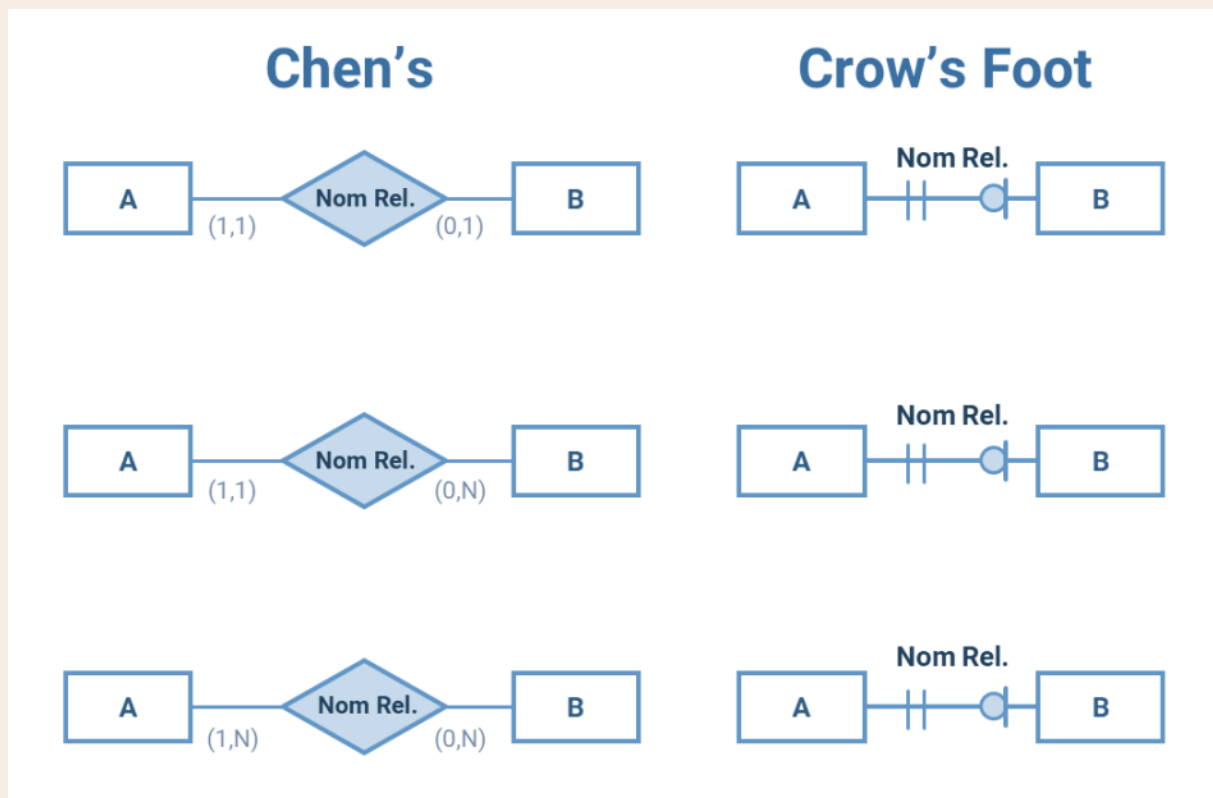 Chen’s
Crow’s Foot
A
Nom Rel.
B
(1,1)
(0,1)
Nom Rel.
A
B
A
Nom Rel.
B
(1,1)
(0,N)
Nom Rel.
A
B
A
Nom Rel.
B
(1,N)
(0,N)
Nom Rel.
A
B